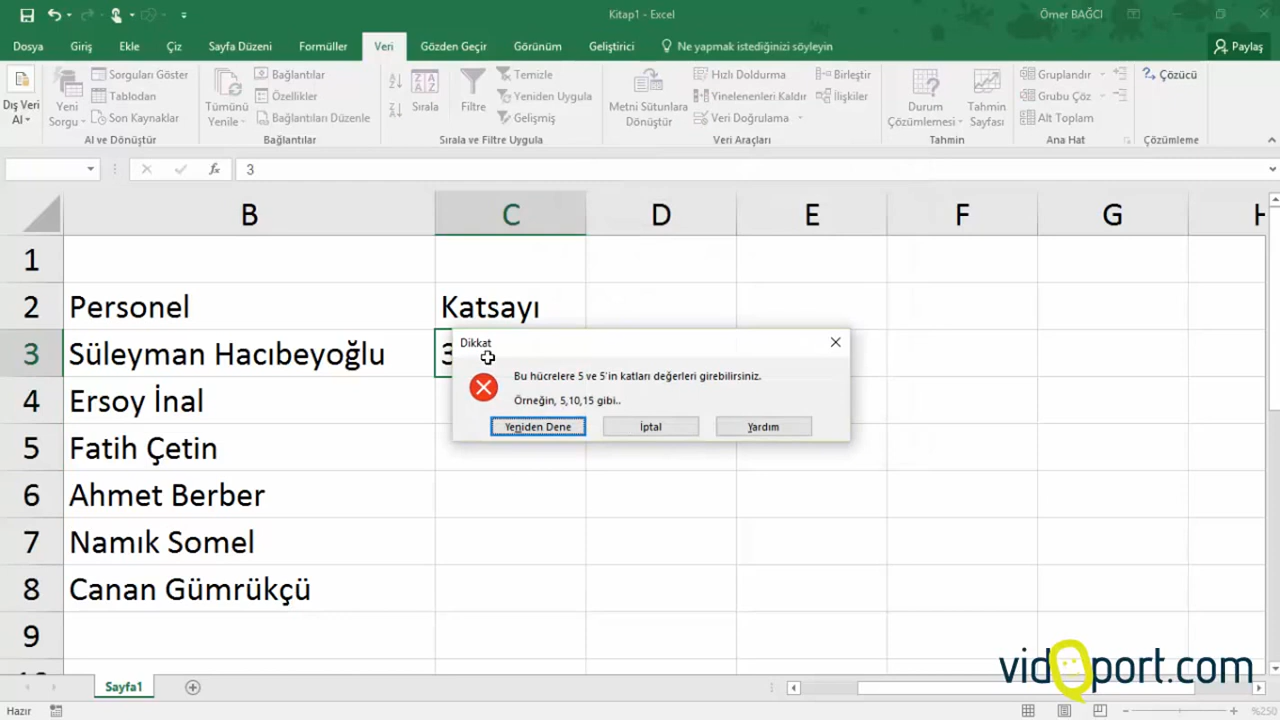 Kitap1 - Excel
Ömer BAĞCI
Dosya Giriş Ekle Çiz Sayfa Düzeni Formüller Veri Gözden Geçir Görünüm Geliştirici Ne yapmak istediğinizi söyleyin Paylaş
Dış Veri Al
Yeni Sorgu
Sorguları Göster
Tablodan
Son Kaynaklar
Al ve Dönüştür
Tümünü Yenile
Bağlantılar
Özellikler
Bağlantıları Düzenle
Bağlantılar
Sırala
Filtre
Temizle
Yeniden Uygula
Gelişmiş
Sırala ve Filtre Uygula
Metni Sütunlara Dönüştür
Hızlı Doldurma
Yinelenenleri Kaldır
Veri Doğrulama
Birleştir
İlişkiler
Veri Araçları
Durum Çözümlemesi
Tahmin Sayfası
Tahmin
Gruplandır
Grubu Çöz
Alt Toplam
Ana Hat
Çözücü
Çözümleme
fx 3
B C D E F G H
1
2 Personel Katsayı
3 Süleyman Hacıbeyoğlu 3
4 Ersoy İnal
5 Fatih Çetin
6 Ahmet Berber
7 Namık Somel
8 Canan Gümrükçü
9
Dikkat
Bu hücrelere 5 ve 5'in katları değerleri girebilirsiniz.
Örneğin, 5,10,15 gibi..
Yeniden Dene İptal Yardım
vidoport.com
Sayfa1
Hazır
%250